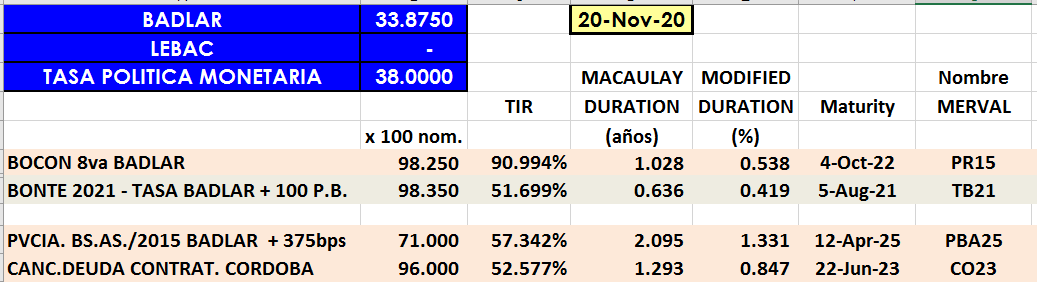 BADLAR 33.8750 20-Nov-20
LEBAC -
TASA POLITICA MONETARIA 38.0000 MACAULAY MODIFIED Nombre
TIR DURATION DURATION Maturity MERVAL
x 100 nom. (años) (%)
BOCON 8va BADLAR 98.250 90.994% 1.028 0.538 4-Oct-22 PR15
BONTE 2021 - TASA BADLAR + 100 P.B. 98.350 51.699% 0.636 0.419 5-Aug-21 TB21
PVCIA. BS.AS./2015 BADLAR + 375bps 71.000 57.342% 2.095 1.331 12-Apr-25 PBA25
CANC.DEUDA CONTRAT. CORDOBA 96.000 52.577% 1.293 0.847 22-Jun-23 CO23